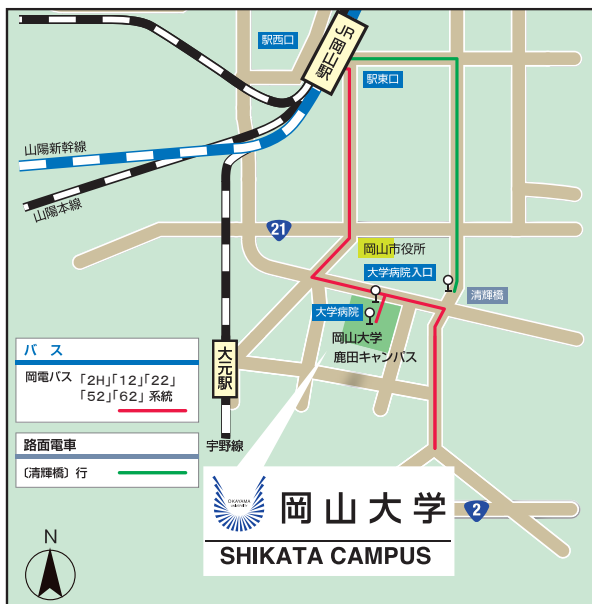 駅西口
JR岡山駅
駅東口
山陽新幹線
山陽本線
21
岡山市役所
大学病院入口
清輝橋
大学病院
岡山大学
鹿田キャンパス
大元駅
バス
岡電バス 「2H」「12」「22」
「52」「62」系統
路面電車
〔清輝橋〕行
宇野線
OKAYAMA
岡山大学
SHIKATA CAMPUS
2
N